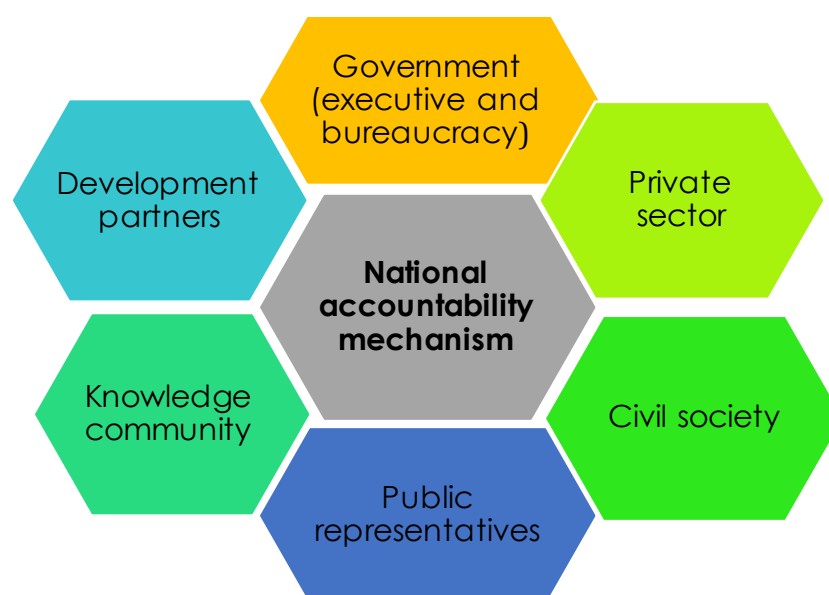 Government
(executive and
bureaucracy)
Development
partners
Private
sector
National
accountability
mechanism
Knowledge
community
Civil society
Public
representatives